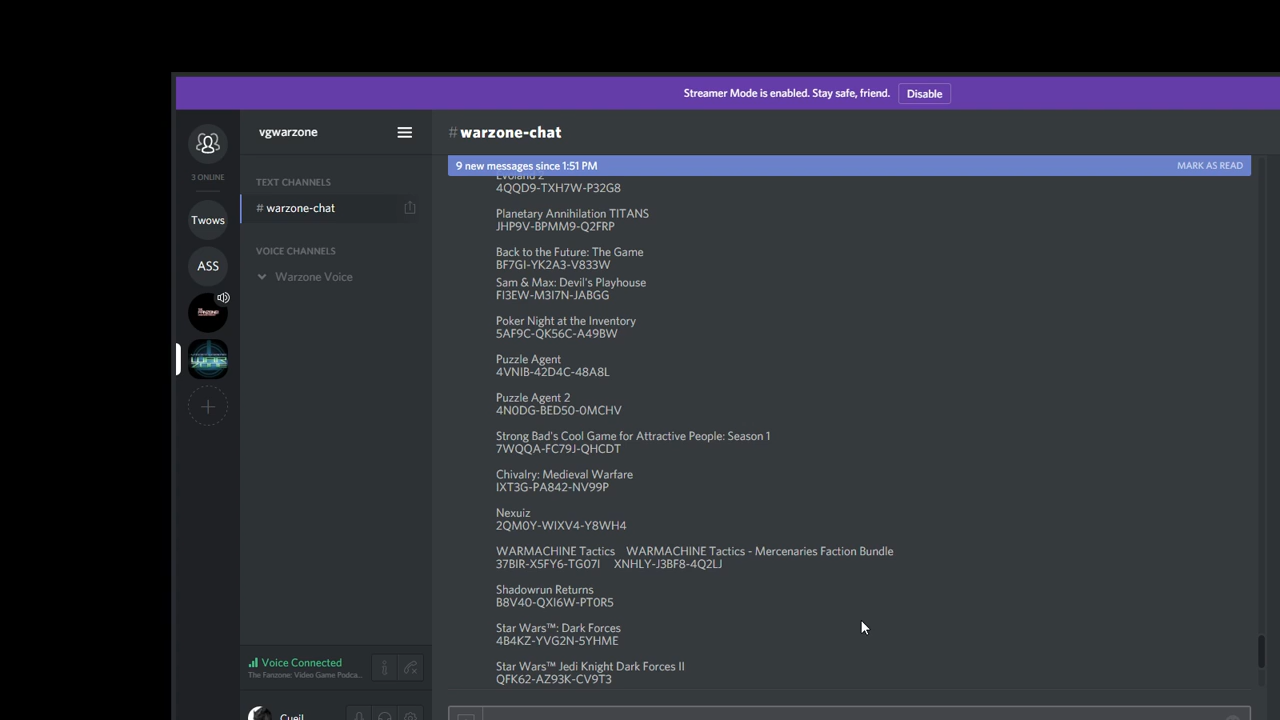 Streamer Mode is enabled. Stay safe, friend. Disable
vgwarzone
#warzone-chat
9 new messages since 1:51 PM MARK AS READ
3 ONLINE
TEXT CHANNELS
# warzone-chat
VOICE CHANNELS
Warzone Voice
Twows
ASS
Evoland 2
4QQD9-TXH7W-P32G8
Planetary Annihilation TITANS
JHP9V-BPMM9-Q2FRP
Back to the Future: The Game
BF7GI-YK2A3-V833W
Sam & Max: Devil's Playhouse
FI3EW-M3I7N-JABGG
Poker Night at the Inventory
5AF9C-QK56C-A49BW
Puzzle Agent
4VNIB-42D4C-48A8L
Puzzle Agent 2
4N0DG-BED50-0MCHV
Strong Bad's Cool Game for Attractive People: Season 1
7WQQA-FC79J-QHCDT
Chivalry: Medieval Warfare
IXT3G-PA842-NV99P
Nexuiz
2QM0Y-WIXV4-Y8WH4
WARMACHINE Tactics WARMACHINE Tactics - Mercenaries Faction Bundle
37BIR-X5FY6-TG07I XNHLY-J3BF8-4Q2LJ
Shadowrun Returns
B8V40-QXI6W-PT0R5
Star Wars™: Dark Forces
4B4KZ-YVG2N-5YHME
Star Wars™ Jedi Knight Dark Forces II
QFK62-AZ93K-CV9T3
Voice Connected
The Fanzone: Video Game Podca...
Cueil